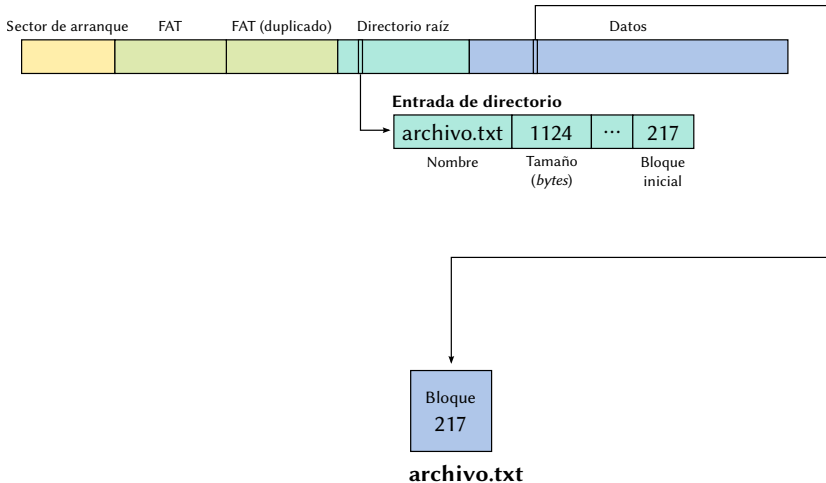 Sector de arranque FAT FAT (duplicado) Directorio raíz Datos
Entrada de directorio
archivo.txt 1124 ··· 217
Nombre Tamaño Bloque
(bytes) inicial
Bloque
217
archivo.txt